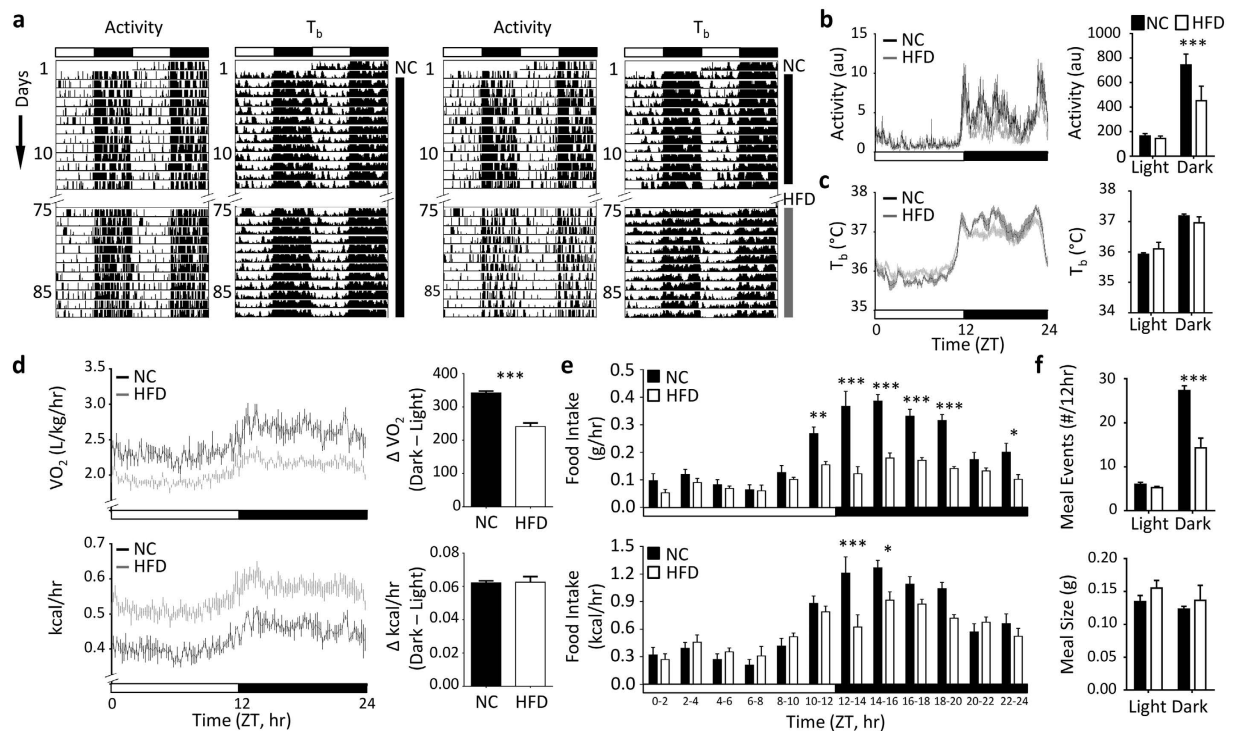 a
Activity
Tb
Activity
Tb
Days
1
10
75
85
1
10
75
85
NC
1
10
75
85
1
10
75
85
NC
HFD
b
NC
HFD
Activity (au)
15
10
5
0
NC HFD
***
Activity (au)
1000
800
600
400
200
0
Light Dark
c
NC
HFD
Tb (°C)
38
37
36
35
0 12 24
Time (ZT)
Tb (°C)
38
37
36
35
34
Light Dark
d
NC
HFD
VO2 (L/kg/hr)
3.5
3.0
2.5
2.0
***
Δ VO2
(Dark – Light)
400
300
200
100
0
NC HFD
NC
HFD
kcal/hr
0.7
0.6
0.5
0.4
0 12 24
Time (ZT, hr)
Δ kcal/hr
(Dark – Light)
0.08
0.06
0.04
0.02
0.00
NC HFD
e
NC
HFD
Food Intake
(g/hr)
0.5
0.4
0.3
0.2
0.1
0.0
** *** *** *** *** *
NC
HFD
Food Intake
(kcal/hr)
1.5
1.2
0.9
0.6
0.3
0.0
*** *
0-2 2-4 4-6 6-8 8-10 10-12 12-14 14-16 16-18 18-20 20-22 22-24
Time (ZT, hr)
f
Meal Events (#/12hr)
30
20
10
0
***
Light Dark
Meal Size (g)
0.20
0.15
0.10
0.05
0.00
Light Dark